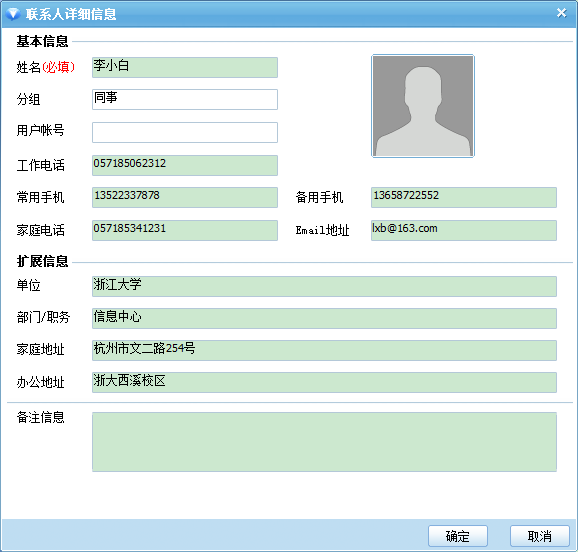 联系人详细信息
基本信息
姓名(必填) 李小白
分组 同事
用户帐号
工作电话 057185062312
常用手机 13522337878 备用手机 13658722552
家庭电话 057185341231 Email地址 lxb@163.com
扩展信息
单位 浙江大学
部门/职务 信息中心
家庭地址 杭州市文二路254号
办公地址 浙大西溪校区
备注信息
确定 取消